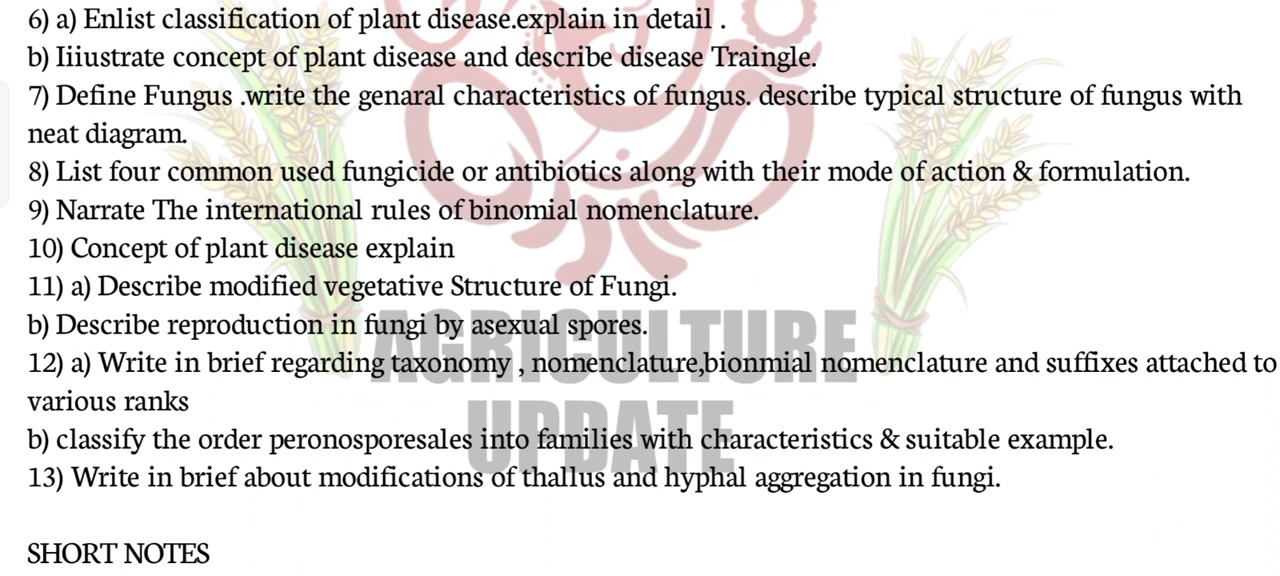 6) a) Enlist classification of plant disease.explain in detail .
b) Iiiustrate concept of plant disease and describe disease Traingle.
7) Define Fungus .write the genaral characteristics of fungus. describe typical structure of fungus with
neat diagram.
8) List four common used fungicide or antibiotics along with their mode of action & formulation.
9) Narrate The international rules of binomial nomenclature.
10) Concept of plant disease explain
11) a) Describe modified vegetative Structure of Fungi.
b) Describe reproduction in fungi by asexual spores.
12) a) Write in brief regarding taxonomy , nomenclature,bionmial nomenclature and suffixes attached to
various ranks
b) classify the order peronosporesales into families with characteristics & suitable example.
13) Write in brief about modifications of thallus and hyphal aggregation in fungi.
SHORT NOTES
AGRICULTURE
UPDATE